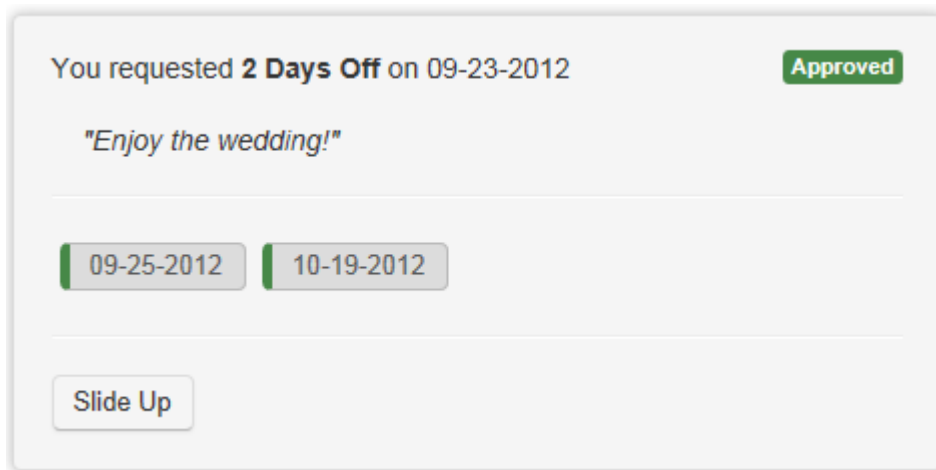 You requested 2 Days Off on 09-23-2012 Approved
"Enjoy the wedding!"
09-25-2012 10-19-2012
Slide Up